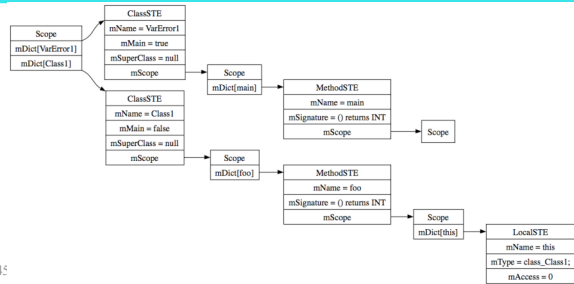 Scope
mDict[VarError1]
mDict[Class1]
ClassSTE
mName = VarError1
mMain = true
mSuperClass = null
mScope
Scope
mDict[main]
MethodSTE
mName = main
mSignature = () returns INT
mScope
Scope
ClassSTE
mName = Class1
mMain = false
mSuperClass = null
mScope
Scope
mDict[foo]
MethodSTE
mName = foo
mSignature = () returns INT
mScope
Scope
mDict[this]
LocalSTE
mName = this
mType = class_Class1;
mAccess = 0